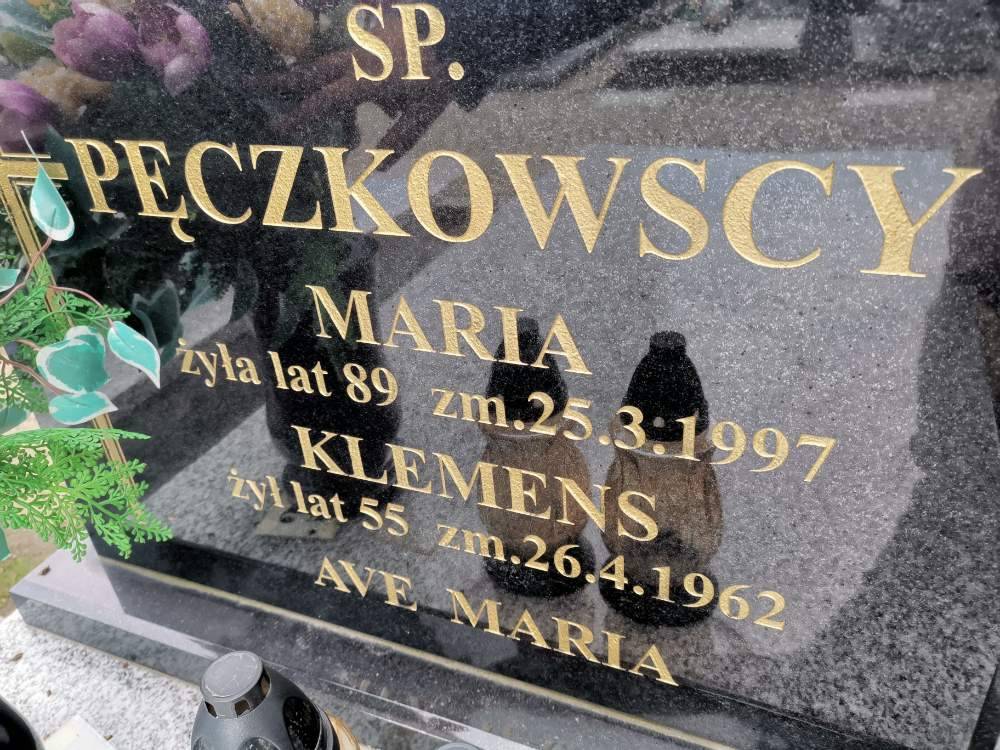 SP.
PĘCZKOWSCY
MARIA
żyła lat 89 zm.25.3.1997
KLEMENS
żył lat 55 zm.26.4.1962
AVE MARIA